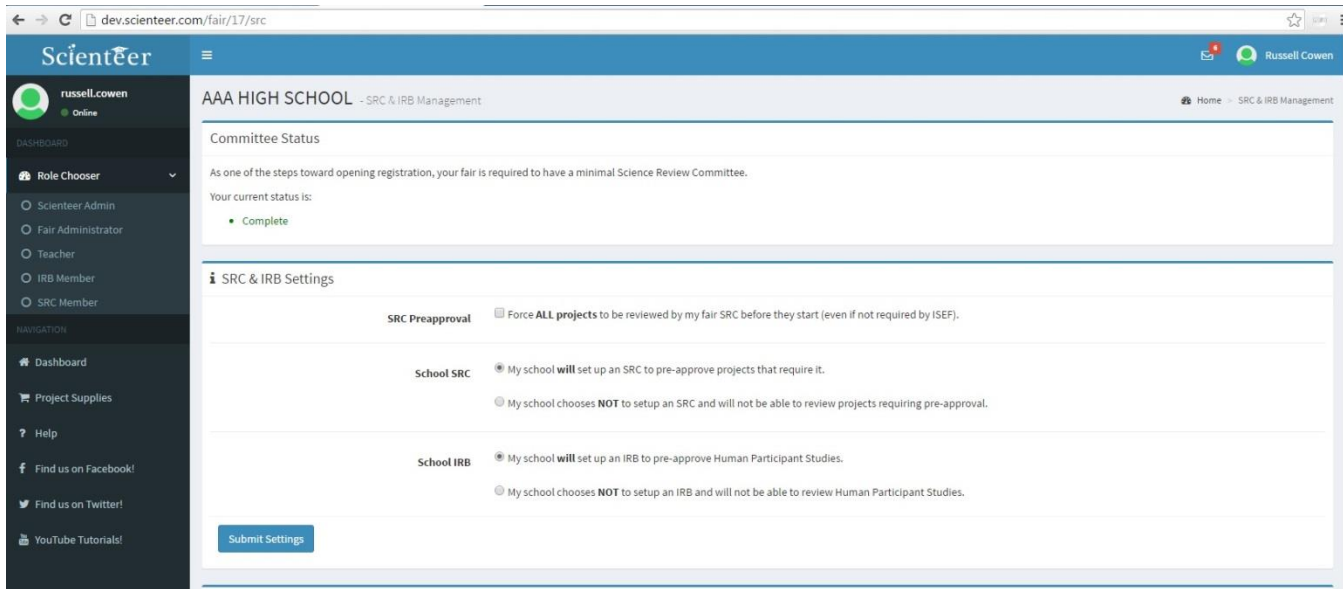 dev.scienteer.com/fair/17/src
Scienteer
Russell Cowen
russell.cowen
Online
DASHBOARD
Role Chooser
Scienteer Admin
Fair Administrator
Teacher
IRB Member
SRC Member
NAVIGATION
Dashboard
Project Supplies
Help
Find us on Facebook!
Find us on Twitter!
YouTube Tutorials!
AAA HIGH SCHOOL - SRC & IRB Management
Home > SRC & IRB Management
Committee Status
As one of the steps toward opening registration, your fair is required to have a minimal Science Review Committee.
Your current status is:
• Complete
SRC & IRB Settings
SRC Preapproval Force ALL projects to be reviewed by my fair SRC before they start (even if not required by ISEF).
School SRC My school will set up an SRC to pre-approve projects that require it.
My school chooses NOT to setup an SRC and will not be able to review projects requiring pre-approval.
School IRB My school will set up an IRB to pre-approve Human Participant Studies.
My school chooses NOT to setup an IRB and will not be able to review Human Participant Studies.
Submit Settings